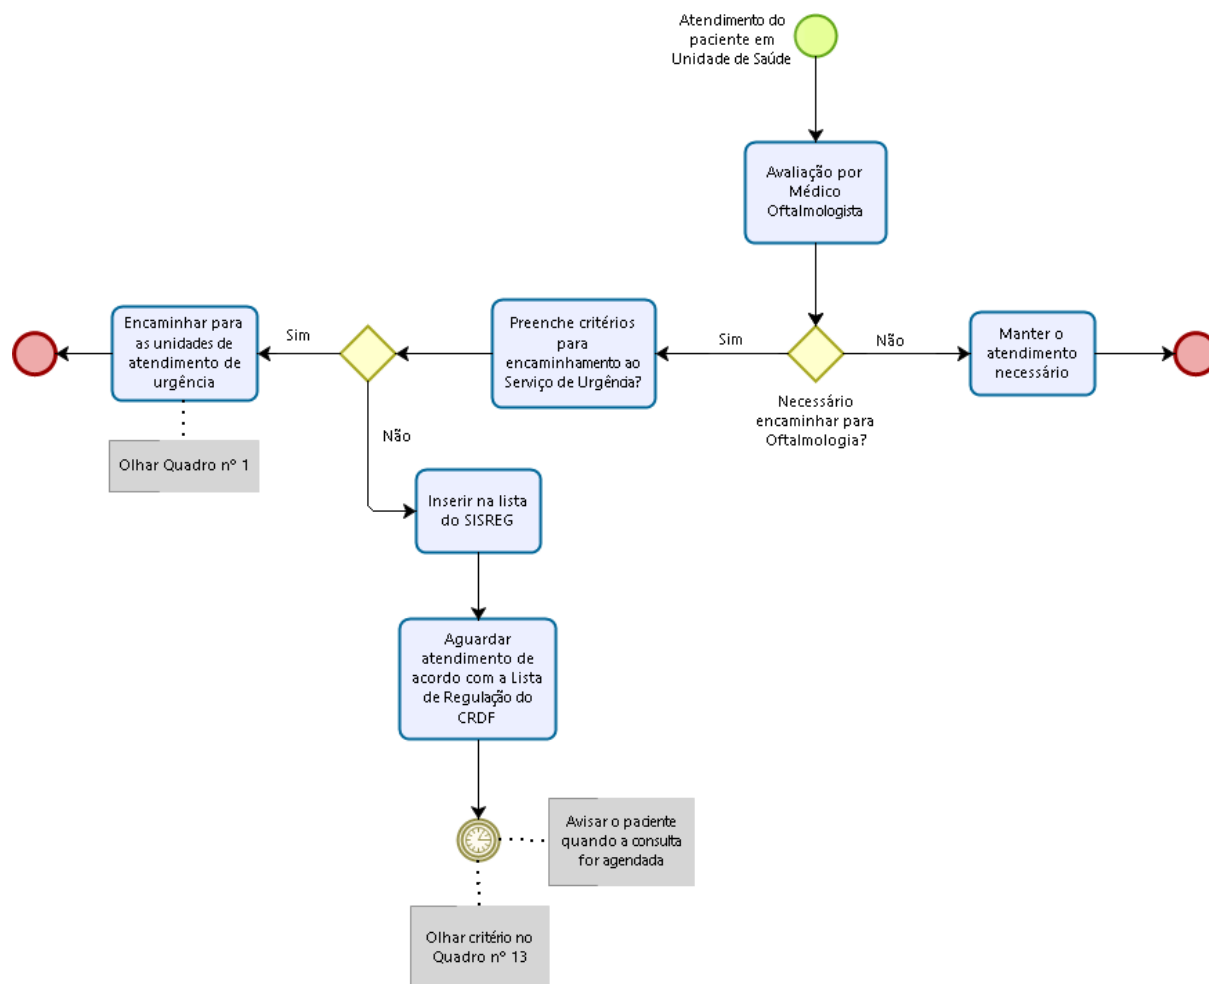 Atendimento do
paciente em
Unidade de Saúde
Avaliação por
Médico
Oftalmologista
Necessário
encaminhar para
Oftalmologia?
Não
Manter o
atendimento
necessário
Sim
Preenche critérios
para
encaminhamento ao
Serviço de Urgência?
Sim
Encaminhar para
as unidades de
atendimento de
urgência
Olhar Quadro nº 1
Não
Inserir na lista
do SISREG
Aguardar
atendimento de
acordo com a Lista
de Regulação do
CRDF
Avisar o paciente
quando a consulta
for agendada
Olhar critério no
Quadro nº 13